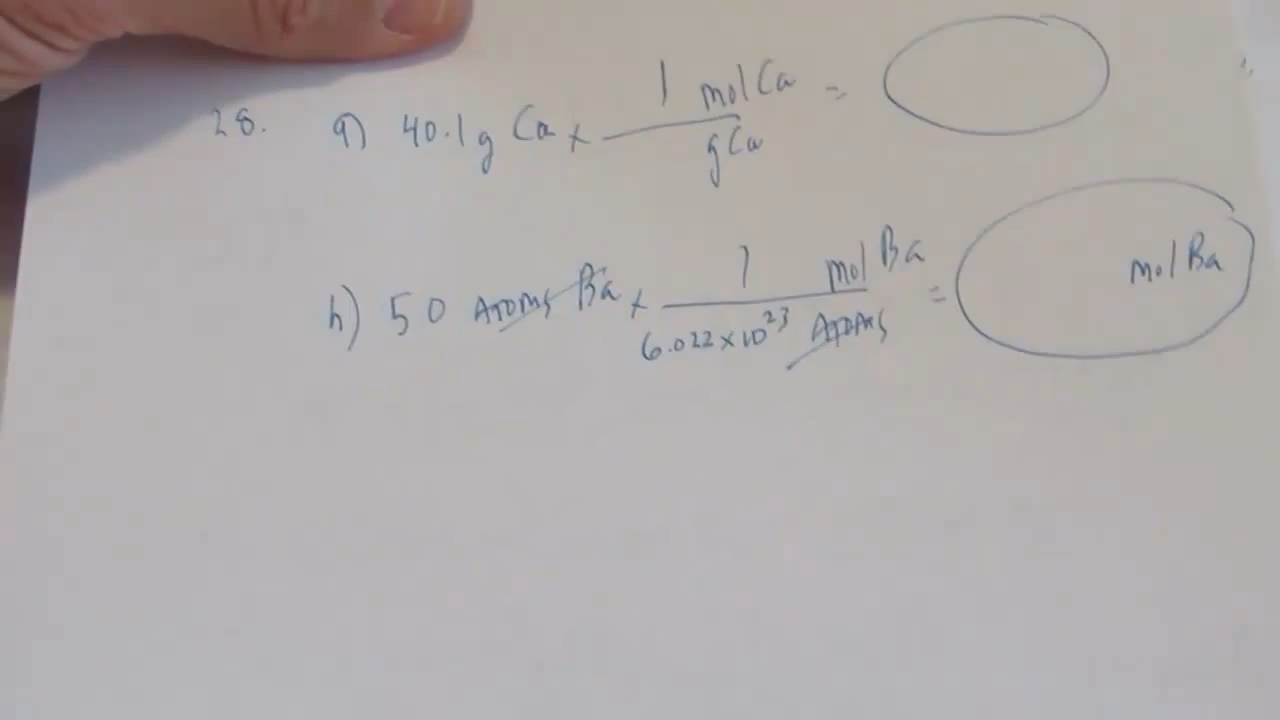 28. a) 40.1 g Ca x 1 mol Ca / g Ca =
h) 50 ATOMS Ba x 1 mol Ba / 6.022 x 10^23 ATOMS = mol Ba